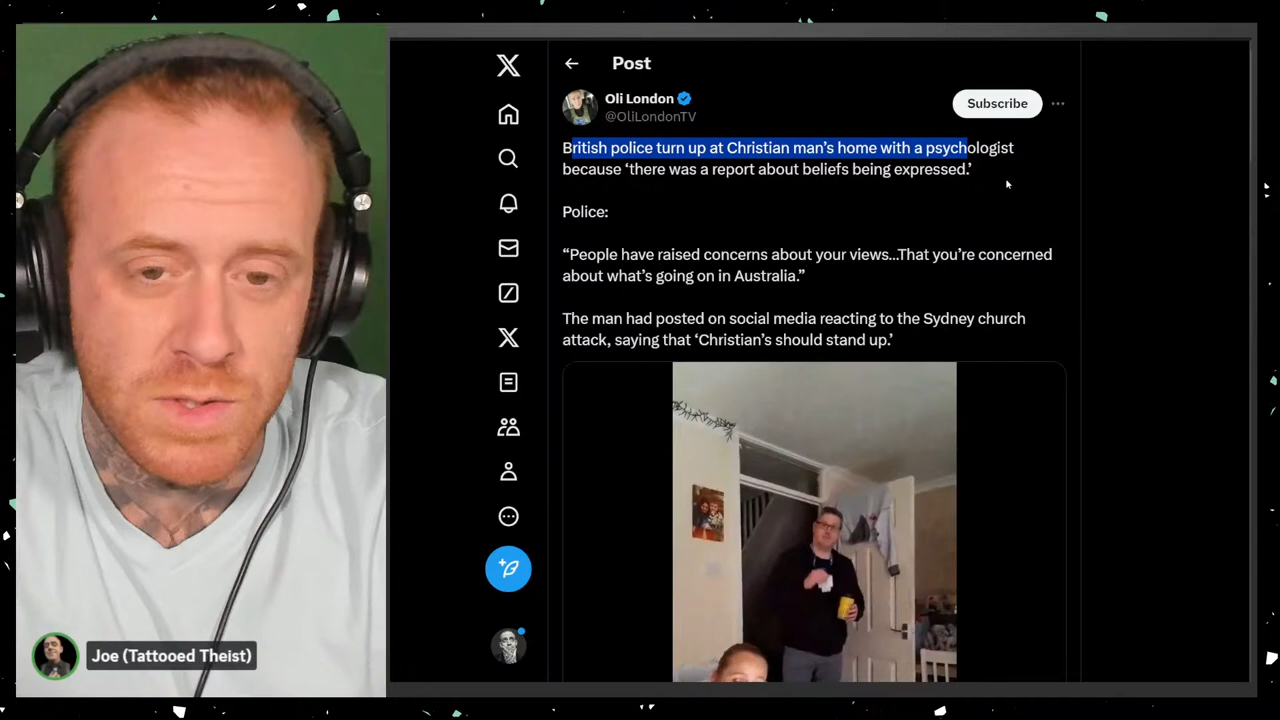 Post
Oli London
@OliLondonTV
Subscribe
British police turn up at Christian man’s home with a psychologist
because ‘there was a report about beliefs being expressed.’
Police:
“People have raised concerns about your views...That you’re concerned
about what’s going on in Australia.”
The man had posted on social media reacting to the Sydney church
attack, saying that ‘Christian’s should stand up.’
Joe (Tattooed Theist)